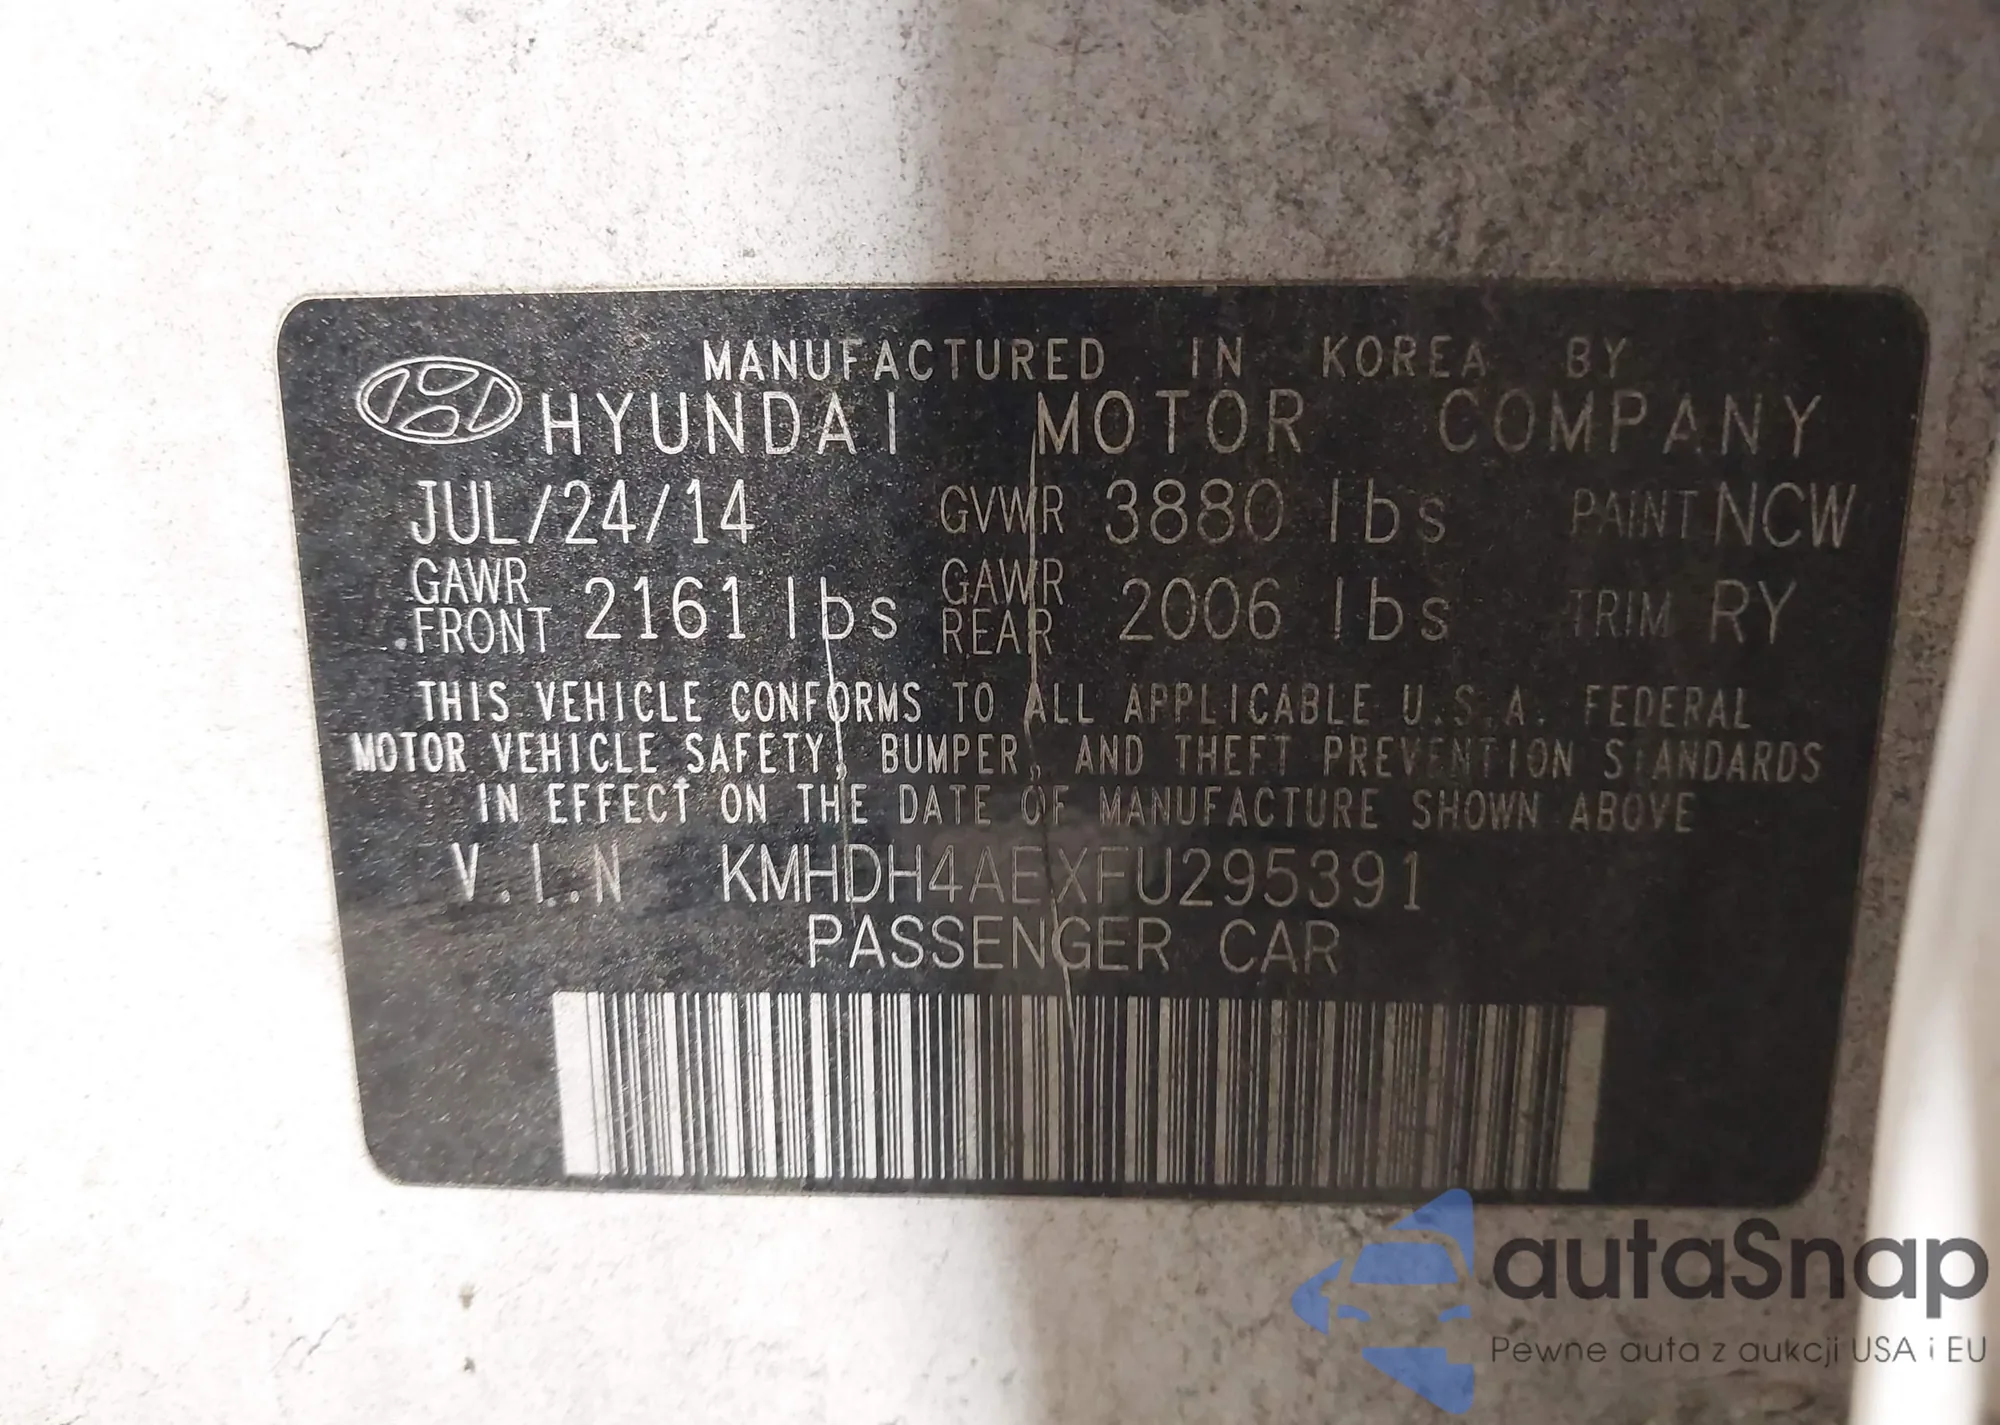 MANUFACTURED IN KOREA BY
HYUNDAI MOTOR COMPANY
JUL/24/14 GVWR 3880 lbs PAINT NCW
GAWR FRONT 2161 lbs GAWR REAR 2006 lbs TRIM RY
THIS VEHICLE CONFORMS TO ALL APPLICABLE U.S.A. FEDERAL
MOTOR VEHICLE SAFETY, BUMPER, AND THEFT PREVENTION STANDARDS
IN EFFECT ON THE DATE OF MANUFACTURE SHOWN ABOVE
V.I.N KMHDH4AEXFU295391
PASSENGER CAR
autaSnap
Pewne auta z aukcji USA i EU